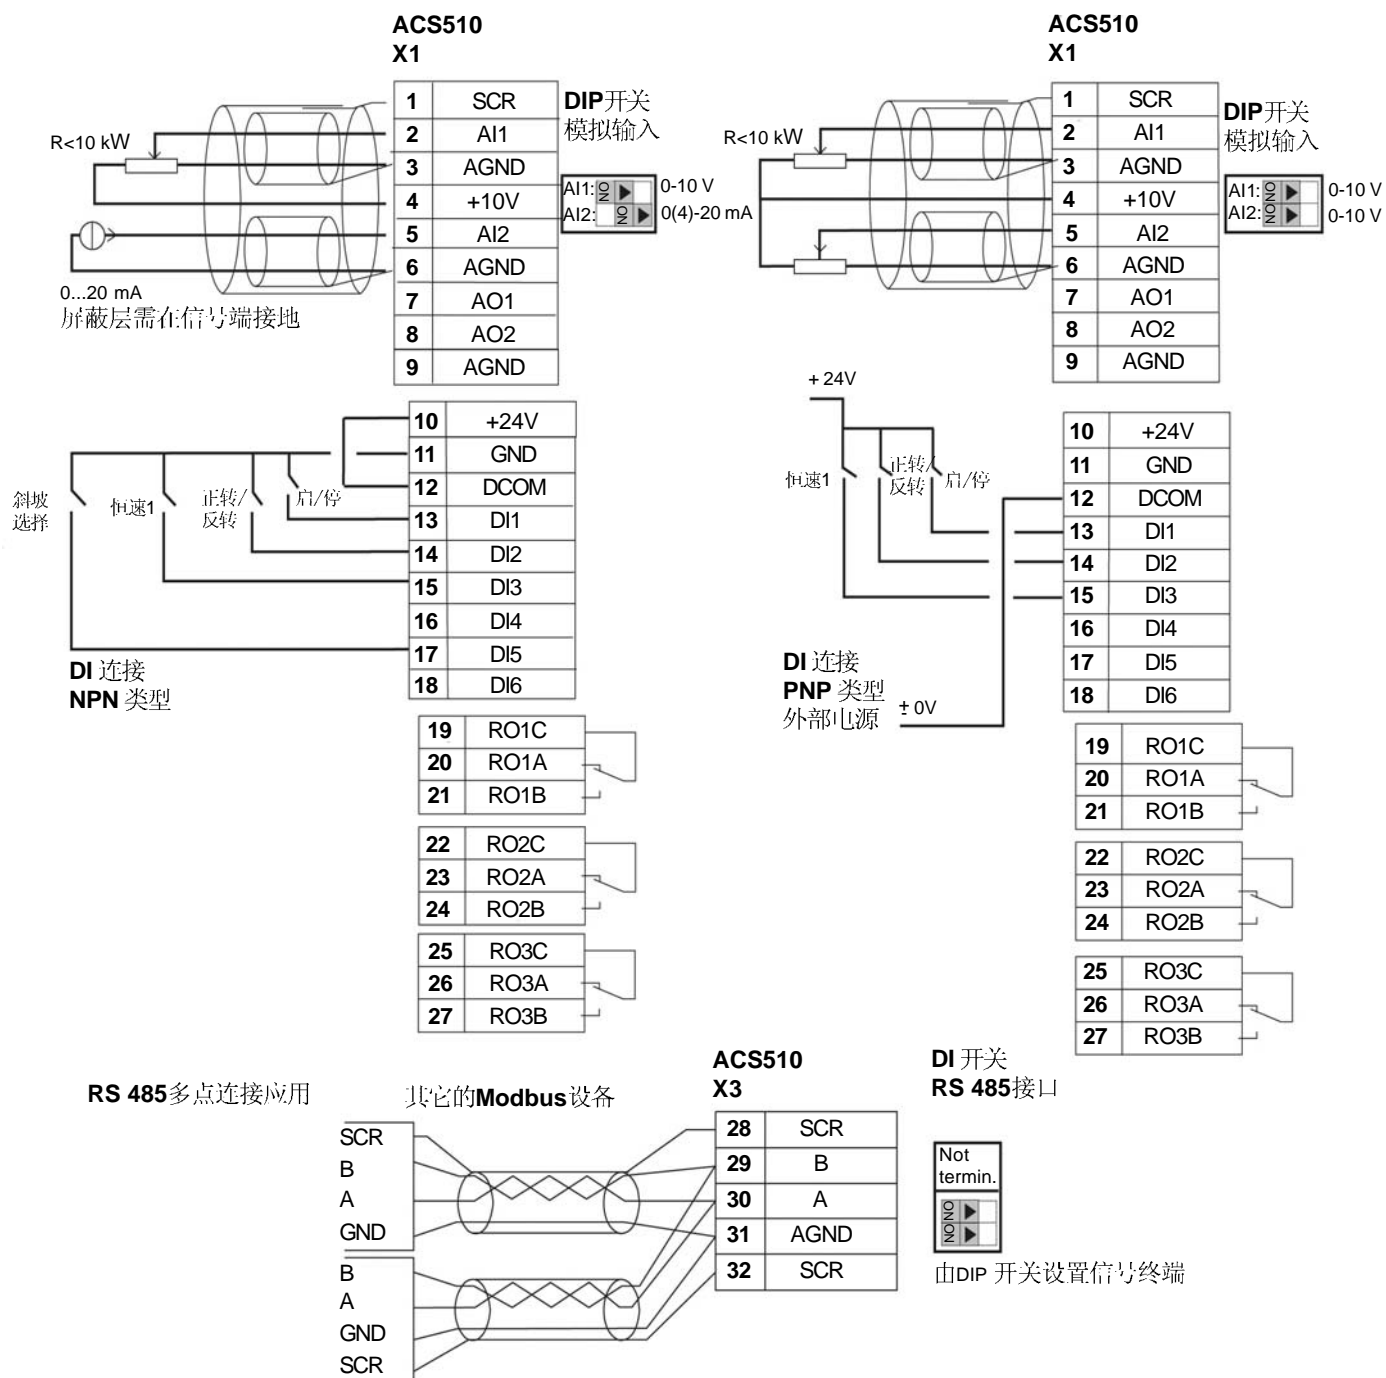 ACS510
X1
1 SCR
2 AI1
3 AGND
4 +10V
5 AI2
6 AGND
7 AO1
8 AO2
9 AGND
DIP开关
模拟输入
R<10 kW
AI1: NO 0-10 V
AI2: NO 0(4)-20 mA
0...20 mA
屏蔽层需在信号端接地
10 +24V
11 GND
12 DCOM
13 DI1
14 DI2
15 DI3
16 DI4
17 DI5
18 DI6
斜坡
选择
恒速1
正转/
反转
启/停
DI 连接
NPN 类型
19 RO1C
20 RO1A
21 RO1B
22 RO2C
23 RO2A
24 RO2B
25 RO3C
26 RO3A
27 RO3B
ACS510
X1
1 SCR
2 AI1
3 AGND
4 +10V
5 AI2
6 AGND
7 AO1
8 AO2
9 AGND
DIP开关
模拟输入
R<10 kW
AI1: NO 0-10 V
AI2: NO 0-10 V
+ 24V
10 +24V
11 GND
12 DCOM
13 DI1
14 DI2
15 DI3
16 DI4
17 DI5
18 DI6
恒速1
正转/
反转
启/停
DI 连接
PNP 类型
外部电源
± 0V
19 RO1C
20 RO1A
21 RO1B
22 RO2C
23 RO2A
24 RO2B
25 RO3C
26 RO3A
27 RO3B
RS 485多点连接应用
其它的Modbus设备
SCR
B
A
GND
B
A
GND
SCR
ACS510
X3
28 SCR
29 B
30 A
31 AGND
32 SCR
DI 开关
RS 485接口
Not
termin.
NO
NO
由DIP 开关设置信号终端